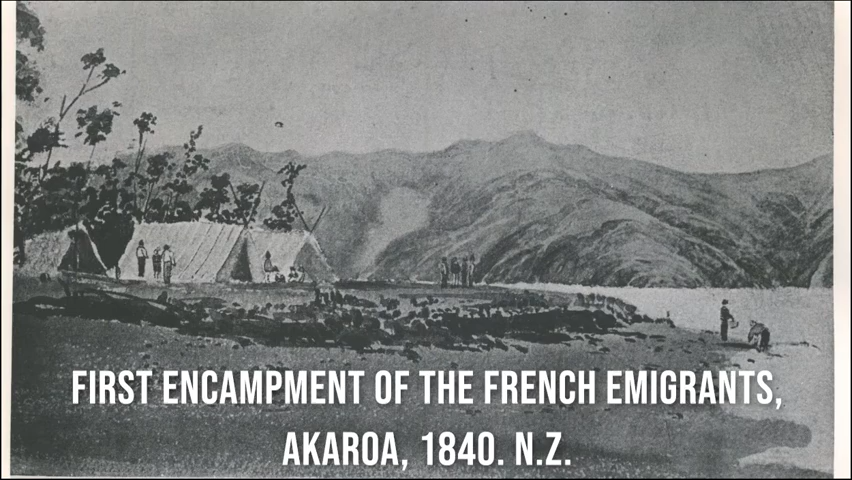 FIRST ENCAMPMENT OF THE FRENCH EMIGRANTS,
AKAROA, 1840. N.Z.